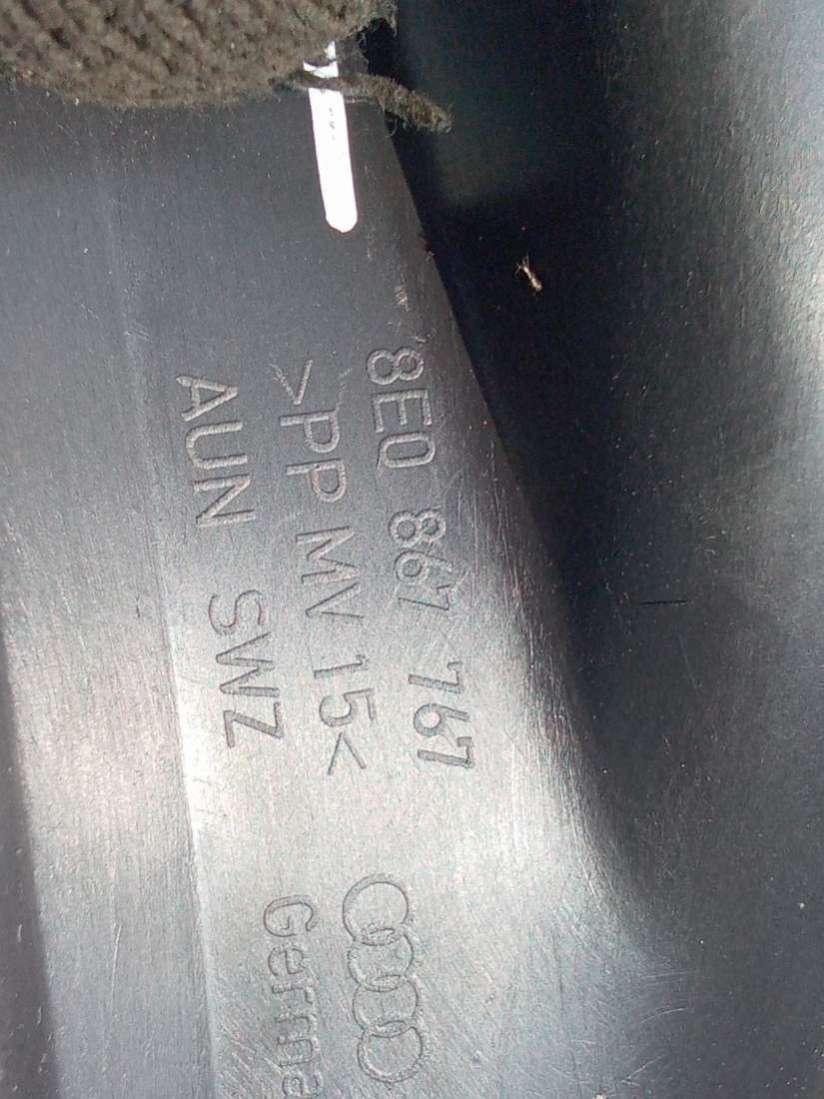 8E0 867 767
>PP MV 15<
AUN SWZ
Germa